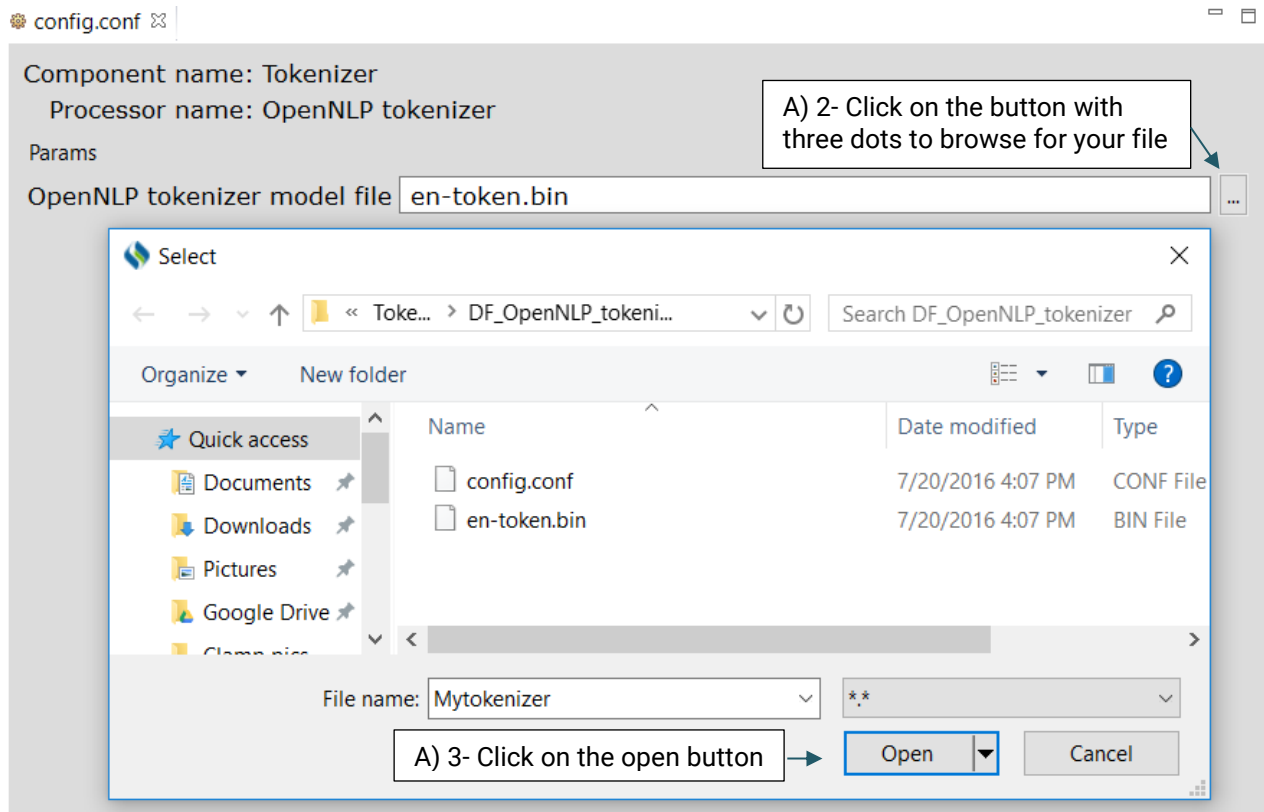 config.conf
Component name: Tokenizer
Processor name: OpenNLP tokenizer
A) 2- Click on the button with
three dots to browse for your file
Params
OpenNLP tokenizer model file en-token.bin ...
Select
« Toke... > DF_OpenNLP_tokeni... Search DF_OpenNLP_tokenizer
Organize New folder
Quick access
Name Date modified Type
Documents
config.conf 7/20/2016 4:07 PM CONF File
Downloads
en-token.bin 7/20/2016 4:07 PM BIN File
Pictures
Google Drive
File name: Mytokenizer *.*
A) 3- Click on the open button
Open Cancel